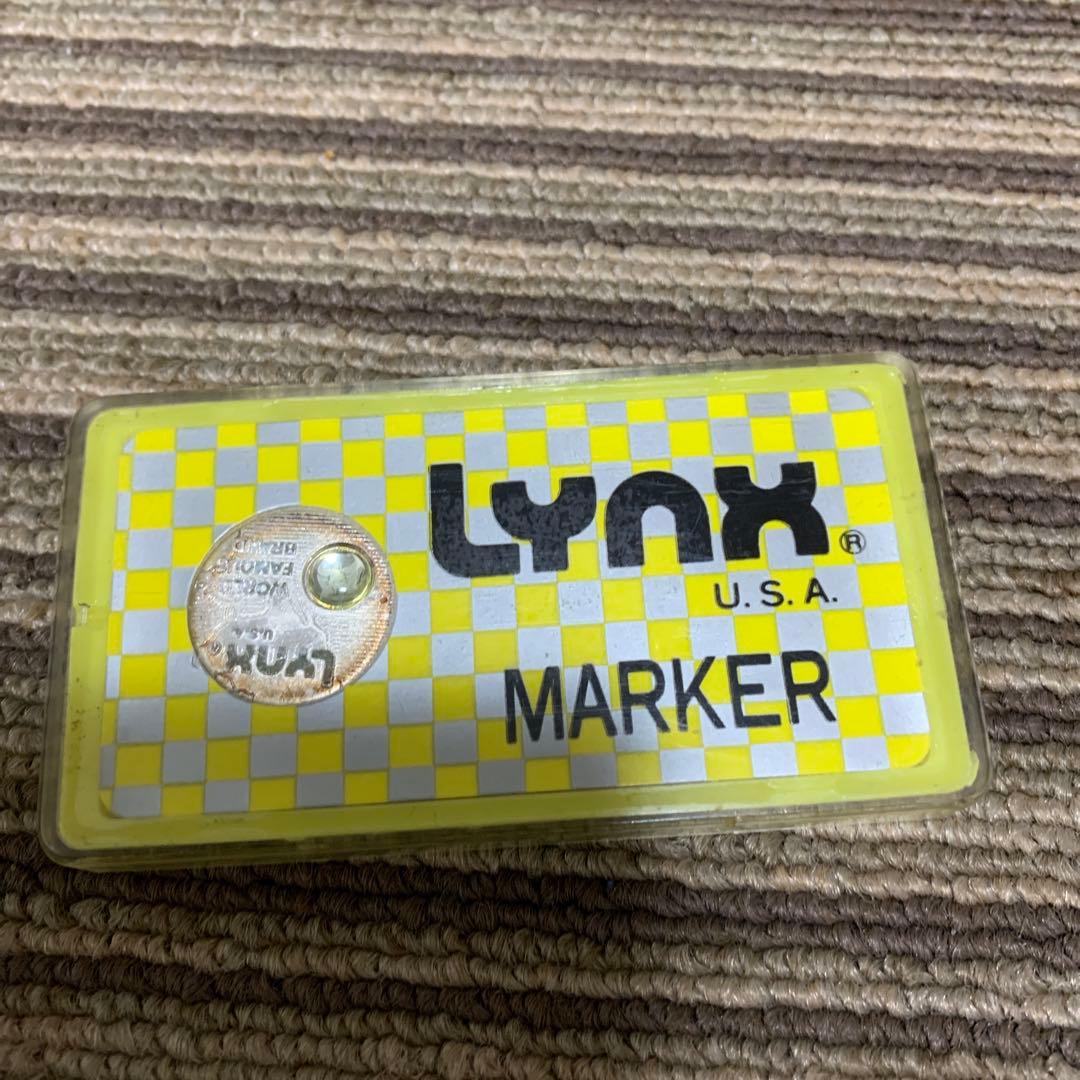 Lynx®
U.S.A.
MARKER
WORLD
FAMOUS
BRAND
Lynx
U.S.A